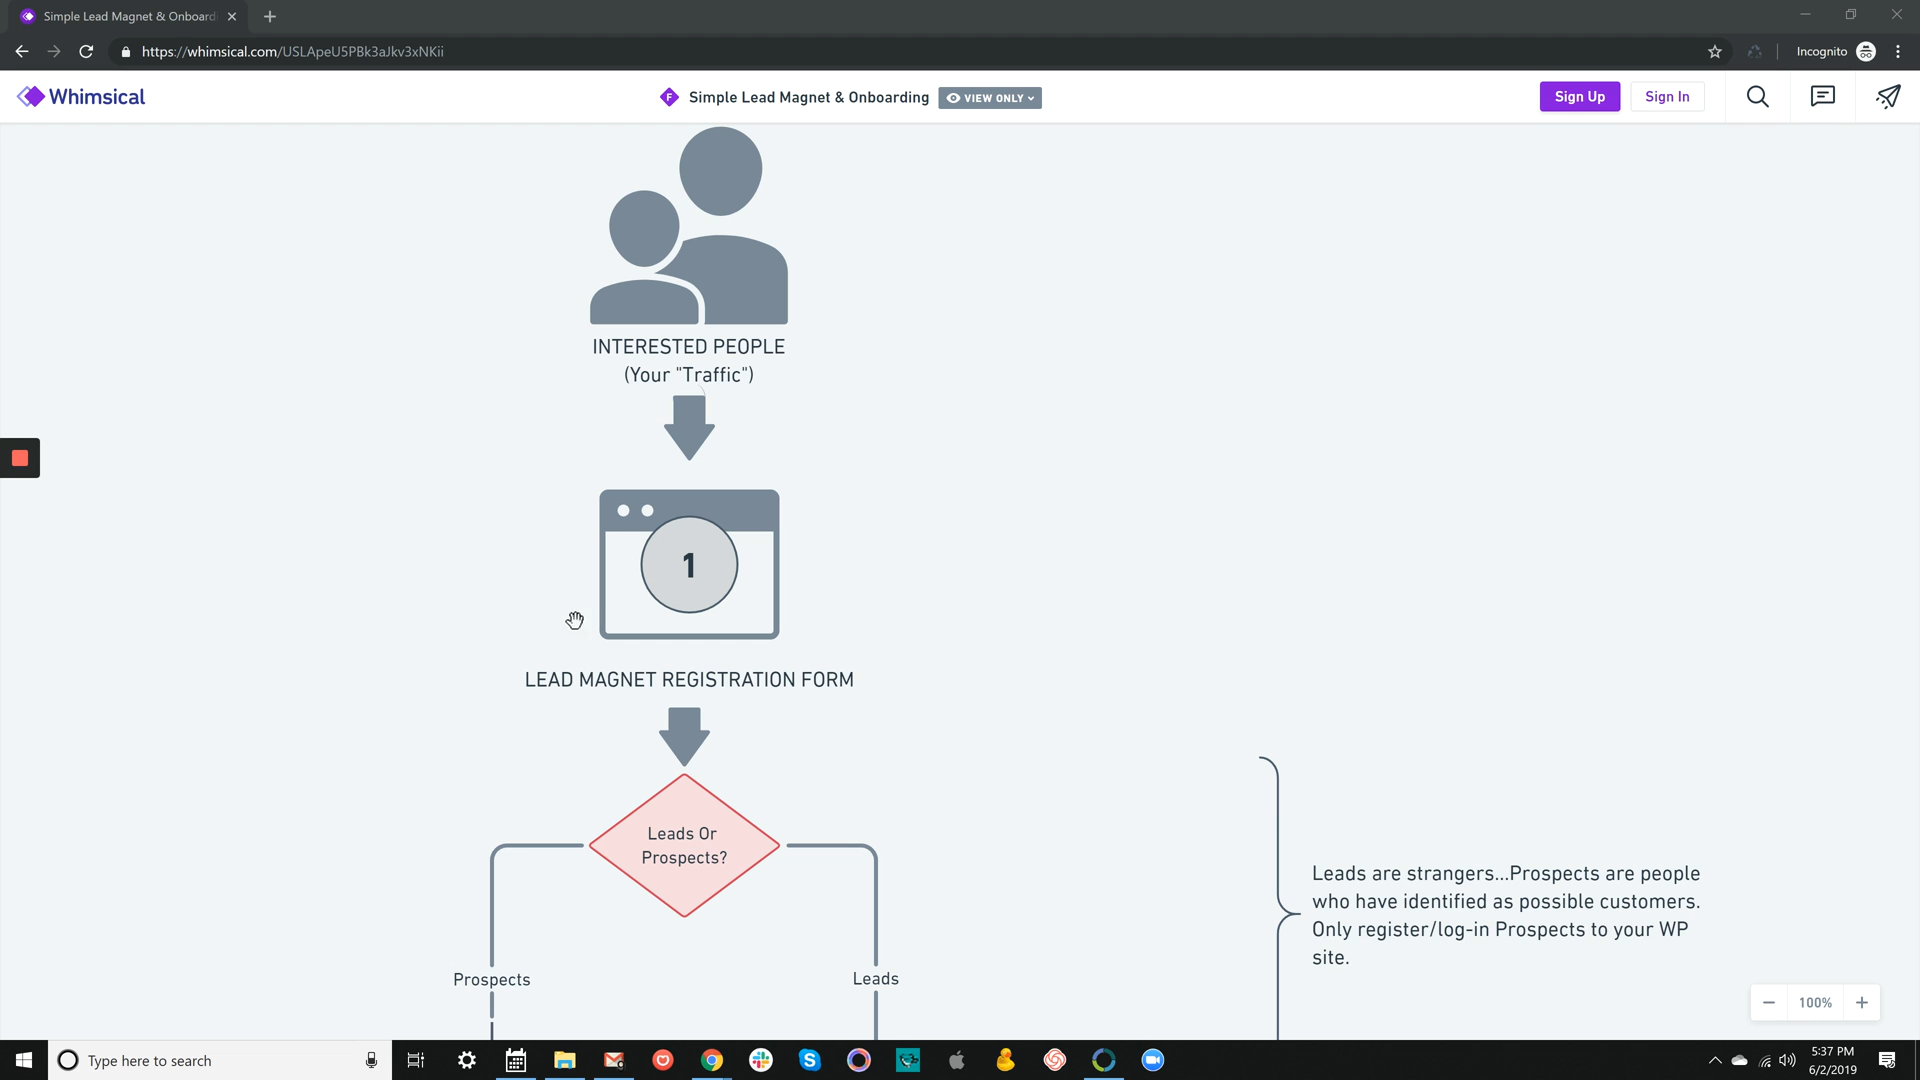 Simple Lead Magnet & Onboard
https://whimsical.com/USLApeU5PBk3aJkv3xNKii
Incognito
Whimsical
F
Simple Lead Magnet & Onboarding
VIEW ONLY
Sign Up
Sign In
INTERESTED PEOPLE
(Your "Traffic")
1
LEAD MAGNET REGISTRATION FORM
Leads Or
Prospects?
Leads are strangers...Prospects are people
who have identified as possible customers.
Only register/log-in Prospects to your WP
site.
Prospects
Leads
100%
Type here to search
5:37 PM
6/2/2019